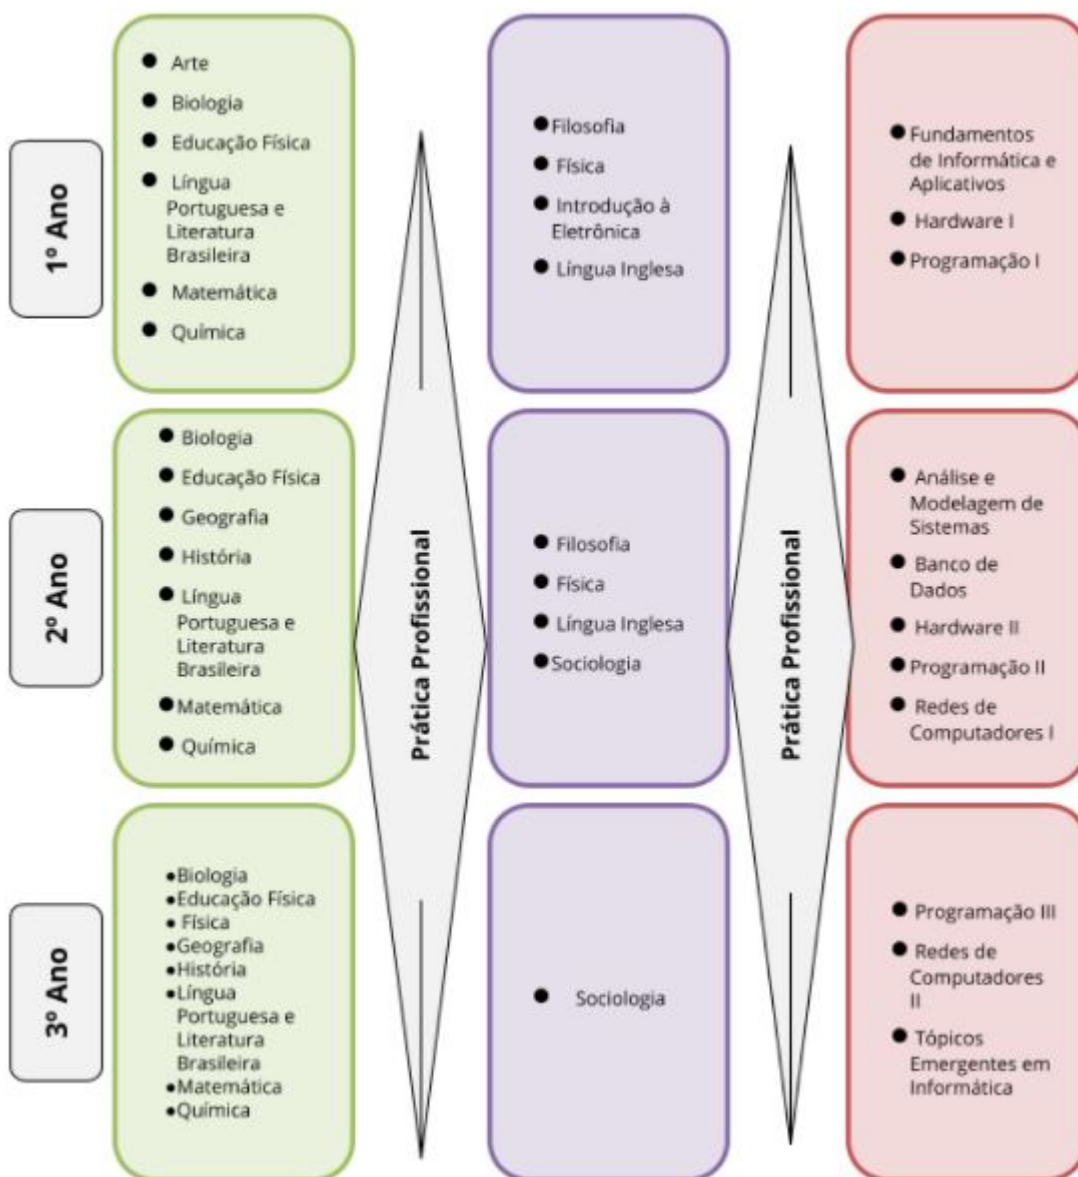 1º Ano
● Arte
● Biologia
● Educação Física
● Língua
Portuguesa e
Literatura
Brasileira
● Matemática
● Química
Prática Profissional
● Filosofia
● Física
● Introdução à
Eletrônica
● Língua Inglesa
Prática Profissional
● Fundamentos
de Informática e
Aplicativos
● Hardware I
● Programação I
2º Ano
● Biologia
● Educação Física
● Geografia
● História
● Língua
Portuguesa e
Literatura
Brasileira
● Matemática
● Química
● Filosofia
● Física
● Língua Inglesa
● Sociologia
● Análise e
Modelagem de
Sistemas
● Banco de
Dados
● Hardware II
● Programação II
● Redes de
Computadores I
3º Ano
● Biologia
● Educação Física
● Física
● Geografia
● História
● Língua
Portuguesa e
Literatura
Brasileira
● Matemática
● Química
● Sociologia
● Programação III
● Redes de
Computadores
II
● Tópicos
Emergentes em
Informática